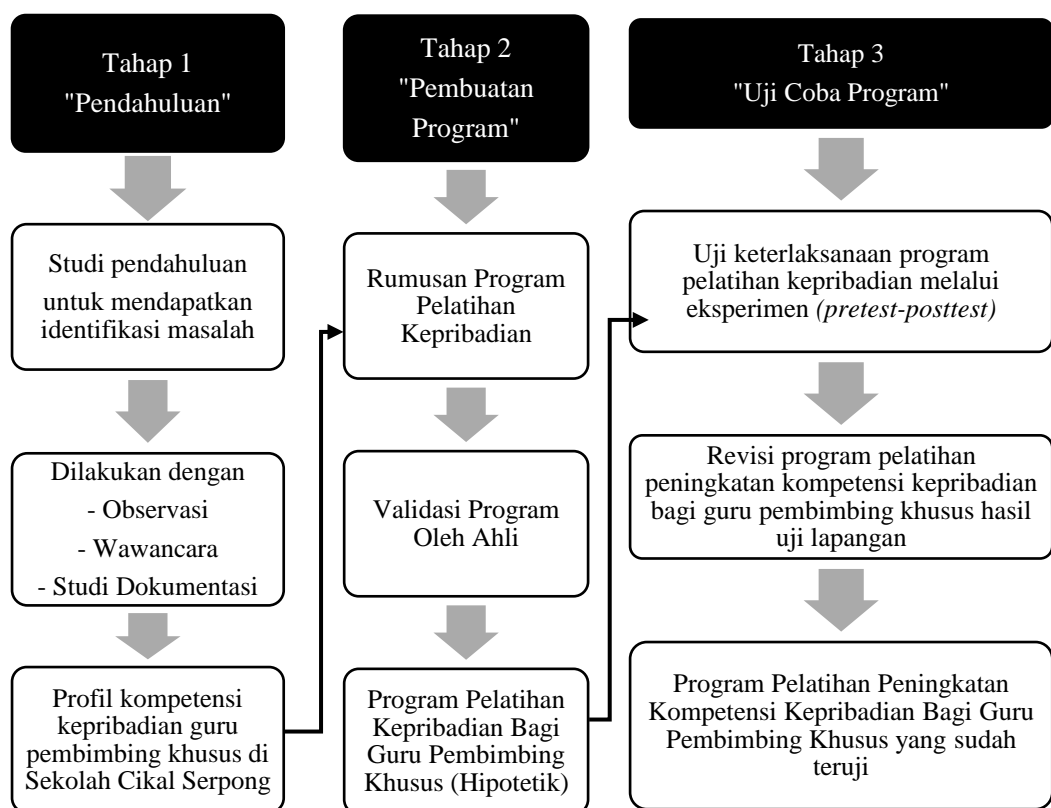 Tahap 1
"Pendahuluan"
Studi pendahuluan
untuk mendapatkan
identifikasi masalah
Dilakukan dengan
- Observasi
- Wawancara
- Studi Dokumentasi
Profil kompetensi
kepribadian guru
pembimbing khusus di
Sekolah Cikal Serpong
Tahap 2
"Pembuatan
Program"
Rumusan Program
Pelatihan
Kepribadian
Validasi Program
Oleh Ahli
Program Pelatihan
Kepribadian Bagi
Guru Pembimbing
Khusus (Hipotetik)
Tahap 3
"Uji Coba Program"
Uji keterlaksanaan program
pelatihan kepribadian melalui
eksperimen (pretest-posttest)
Revisi program pelatihan
peningkatan kompetensi kepribadian
bagi guru pembimbing khusus hasil
uji lapangan
Program Pelatihan Peningkatan
Kompetensi Kepribadian Bagi Guru
Pembimbing Khusus yang sudah
teruji